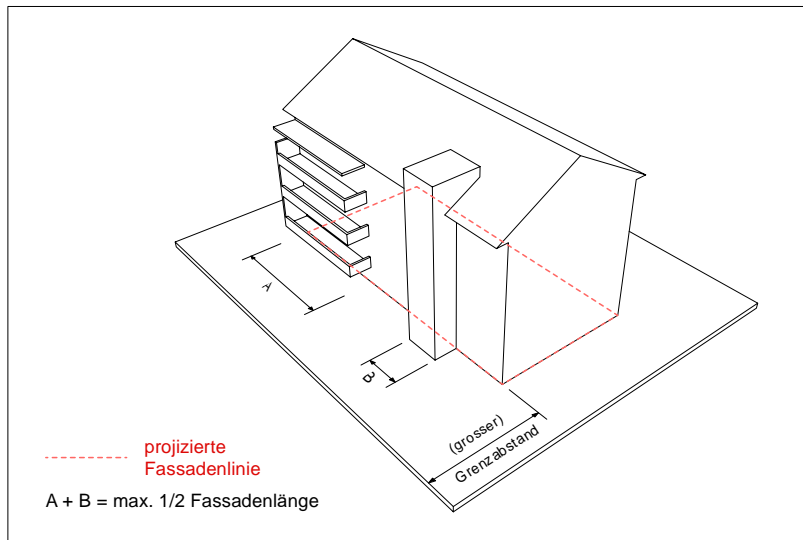 A
B
(grosser)
Grenzabstand
projizierte
Fassadenlinie
A + B = max. 1/2 Fassadenlänge